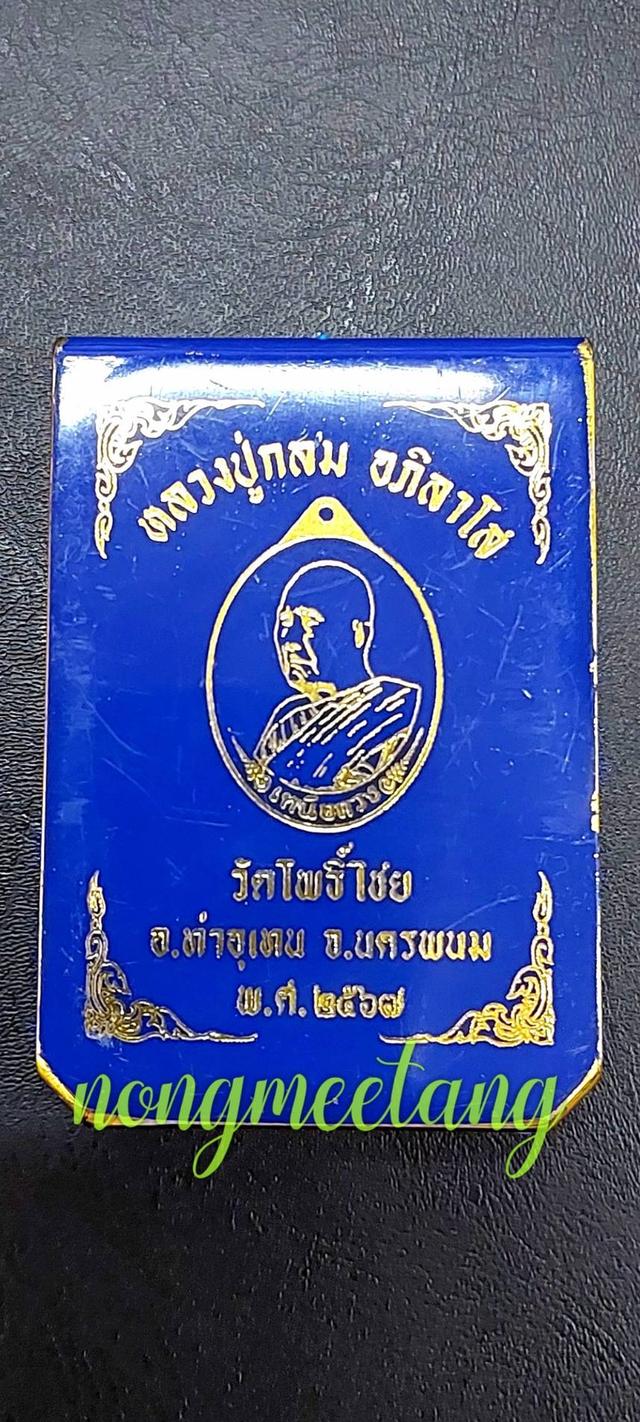 หลวงปู่กลม อภิลาโส
เหนือดวง
วัดโพธิ์ไชย
อ.ท่าอุเทน จ.นครพนม
พ.ศ.๒๕๖๗
nongmeetang